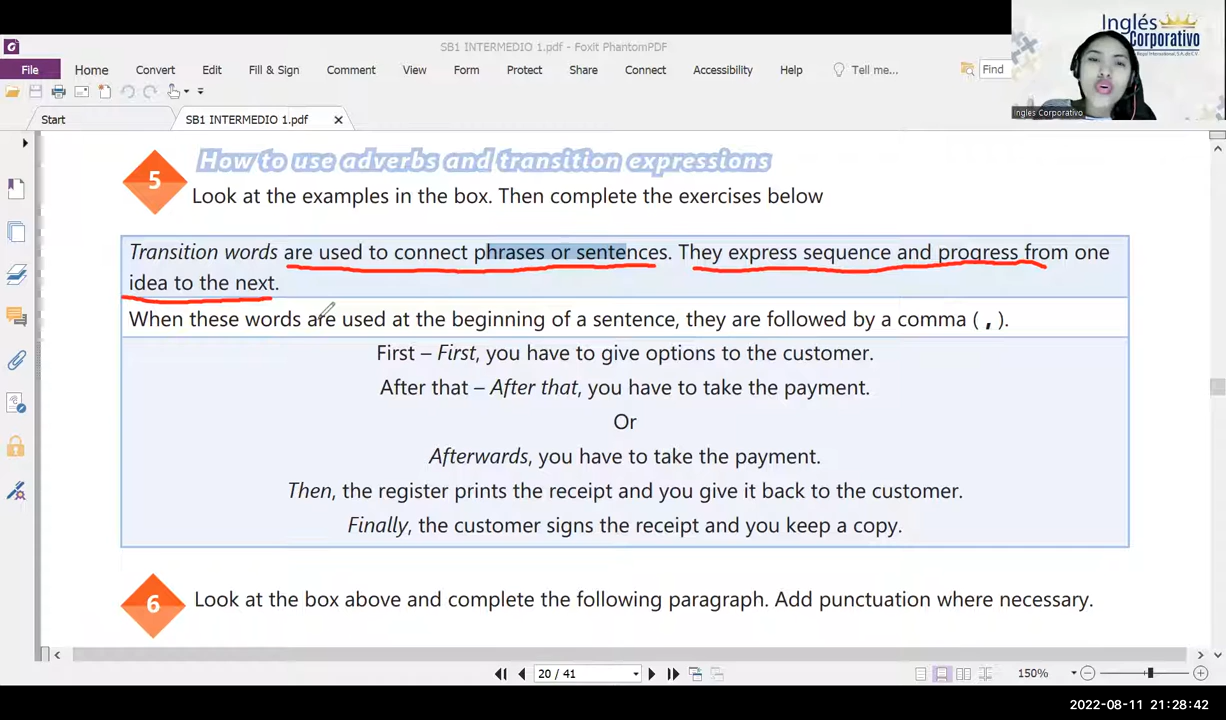 SB1 INTERMEDIO 1.pdf - Foxit PhantomPDF
Inglés
Corporativo
File Home Convert Edit Fill & Sign Comment View Form Protect Share Connect Accessibility Help Tell me... Find
Ingles Corporativo
Start SB1 INTERMEDIO 1.pdf
5 How to use adverbs and transition expressions
Look at the examples in the box. Then complete the exercises below
Transition words are used to connect phrases or sentences. They express sequence and progress from one
idea to the next.
When these words are used at the beginning of a sentence, they are followed by a comma ( , ).
First – First, you have to give options to the customer.
After that – After that, you have to take the payment.
Or
Afterwards, you have to take the payment.
Then, the register prints the receipt and you give it back to the customer.
Finally, the customer signs the receipt and you keep a copy.
6 Look at the box above and complete the following paragraph. Add punctuation where necessary.
20 / 41 150%
2022-08-11 21:28:42